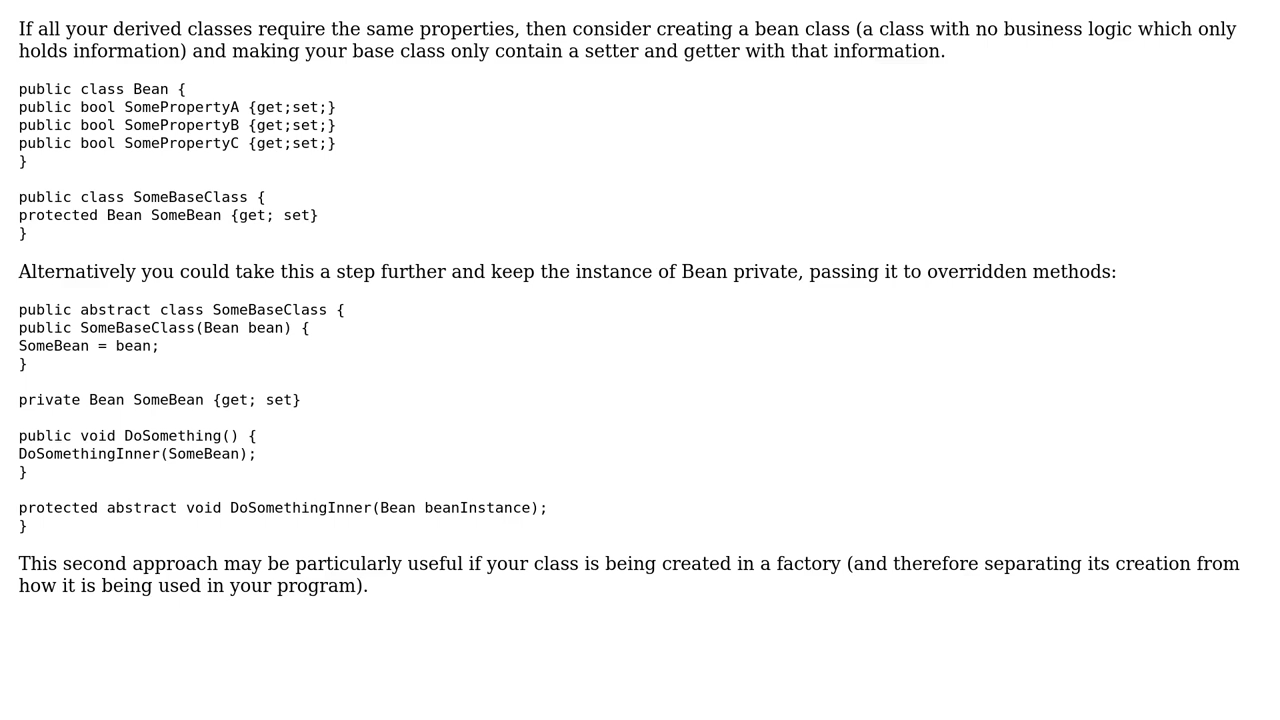 If all your derived classes require the same properties, then consider creating a bean class (a class with no business logic which only
holds information) and making your base class only contain a setter and getter with that information.
public class Bean {
public bool SomePropertyA {get;set;}
public bool SomePropertyB {get;set;}
public bool SomePropertyC {get;set;}
}
public class SomeBaseClass {
protected Bean SomeBean {get; set}
}
Alternatively you could take this a step further and keep the instance of Bean private, passing it to overridden methods:
public abstract class SomeBaseClass {
public SomeBaseClass(Bean bean) {
SomeBean = bean;
}
private Bean SomeBean {get; set}
public void DoSomething() {
DoSomethingInner(SomeBean);
}
protected abstract void DoSomethingInner(Bean beanInstance);
}
This second approach may be particularly useful if your class is being created in a factory (and therefore separating its creation from
how it is being used in your program).